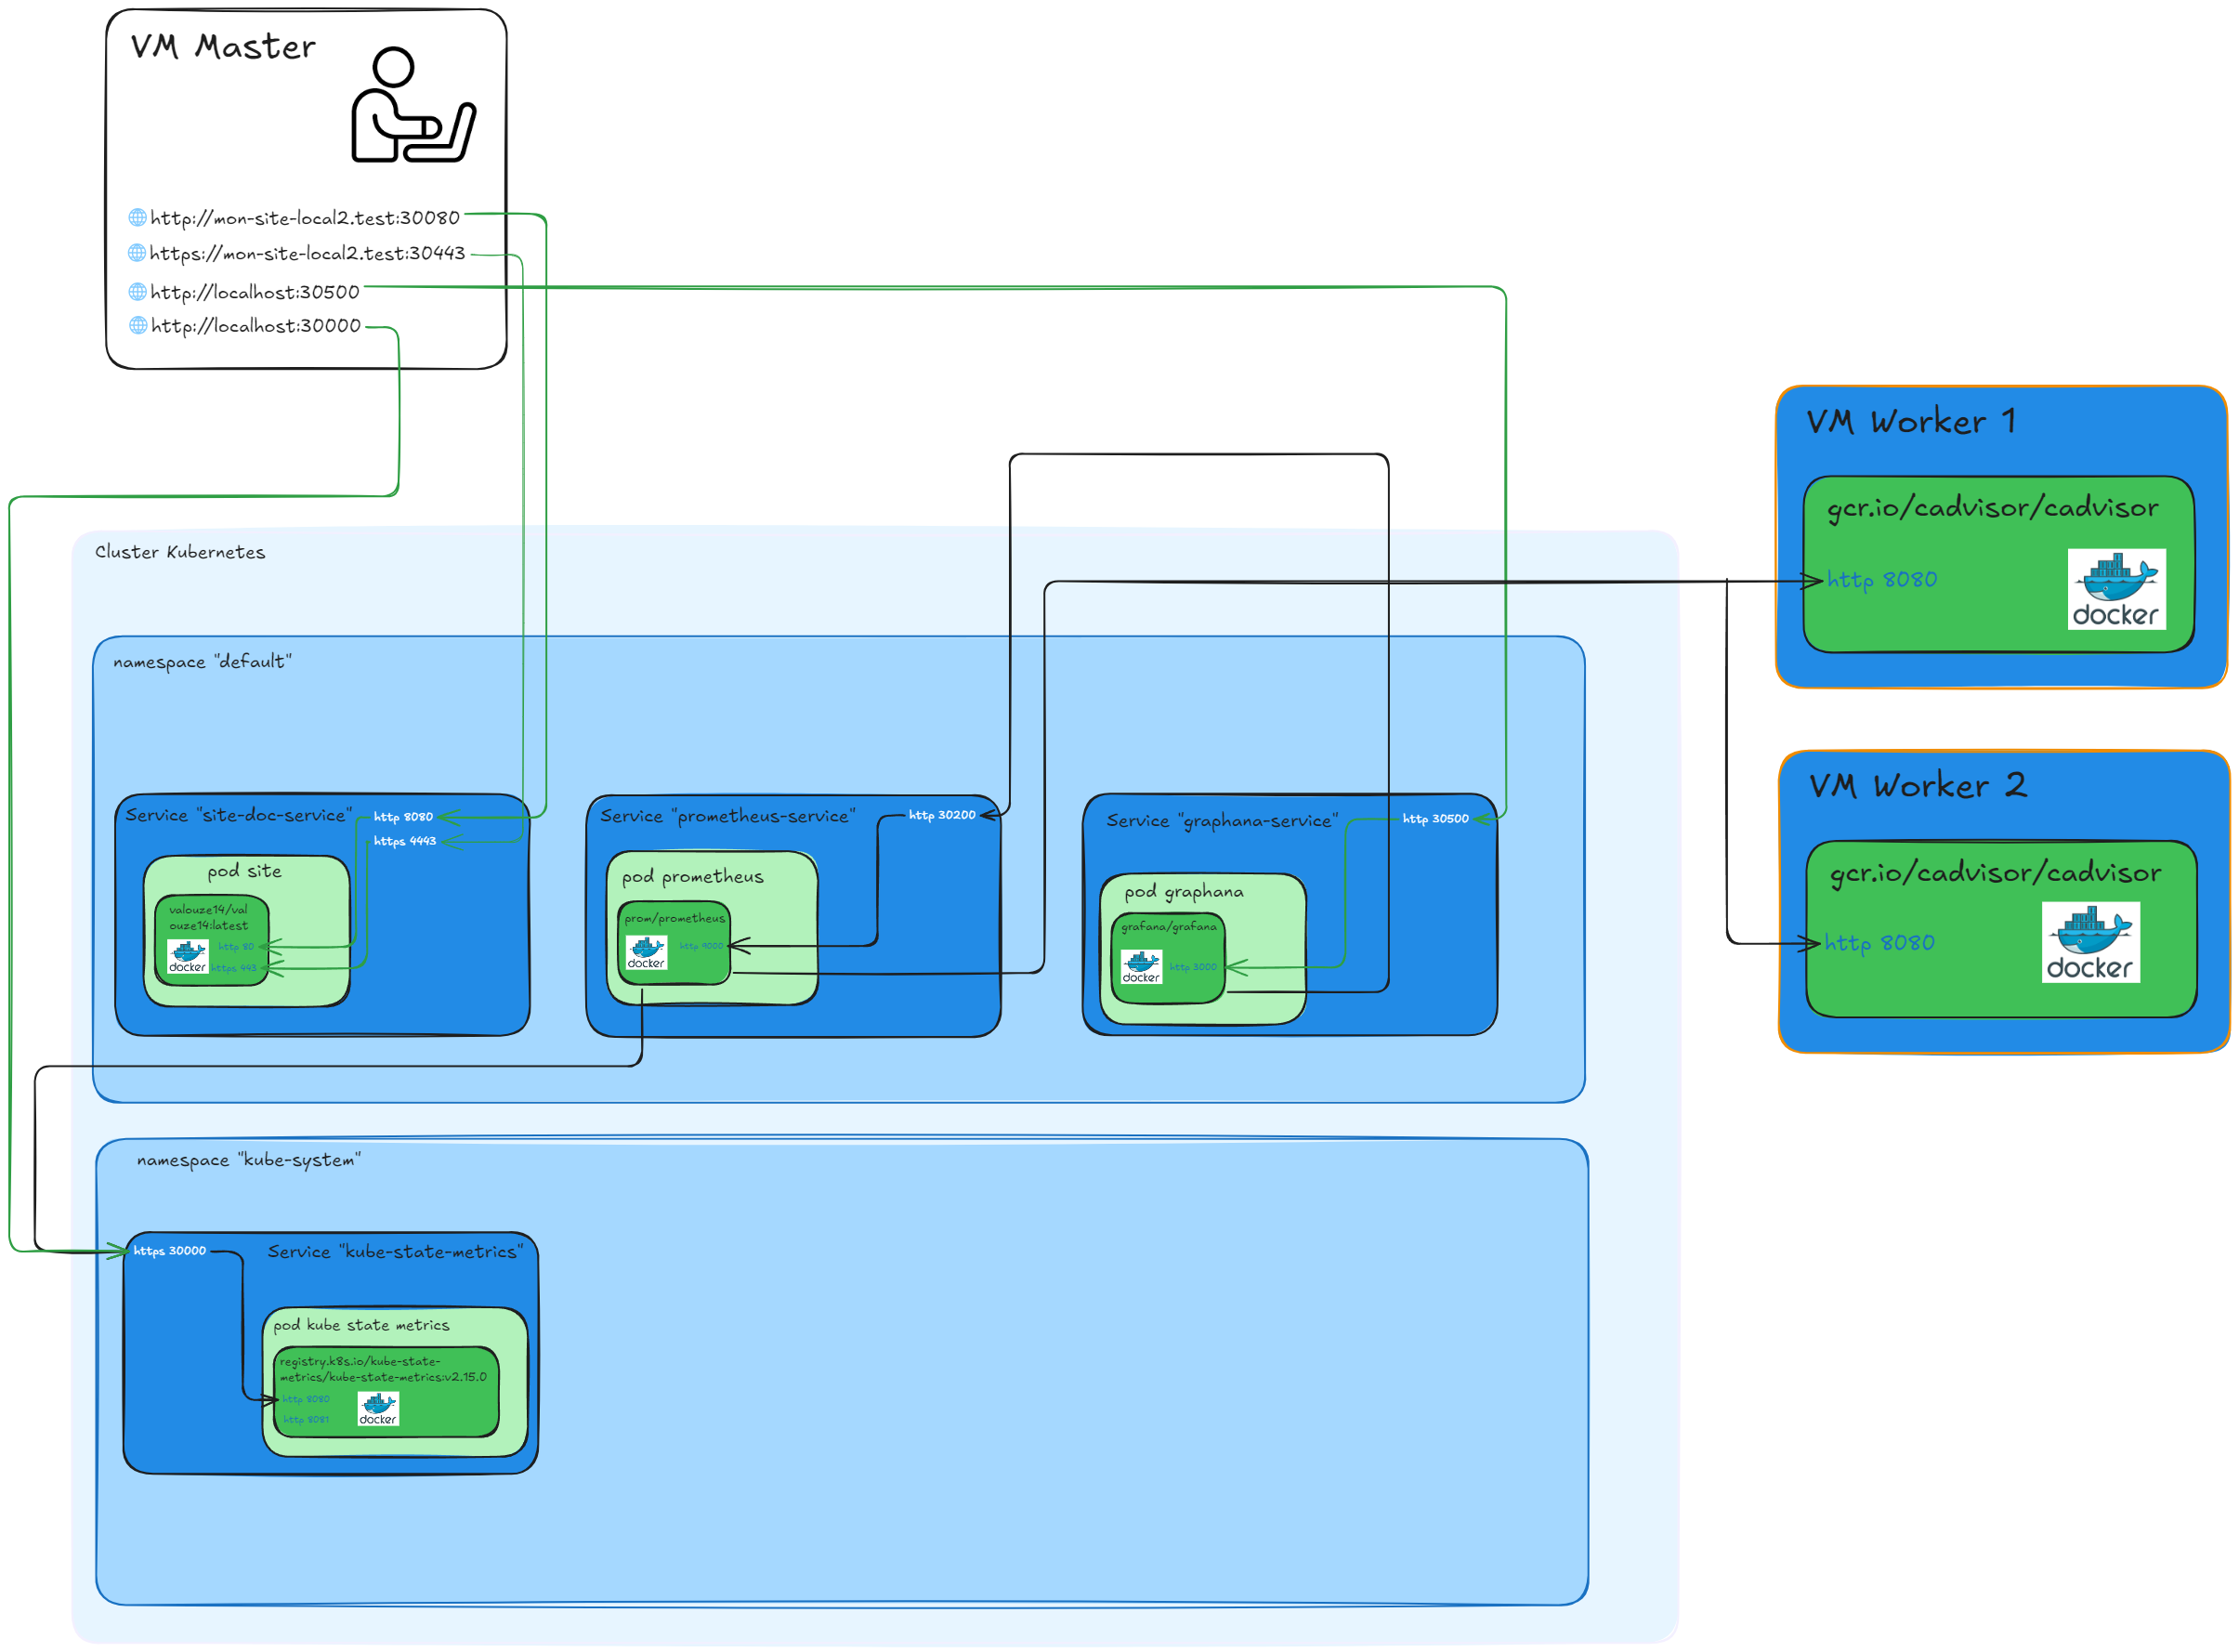 VM Master
http://mon-site-local2.test:30080
https://mon-site-local2.test:30443
http://localhost:30500
http://localhost:30000
VM Worker 1
gcr.io/cadvisor/cadvisor
http 8080
docker
VM Worker 2
gcr.io/cadvisor/cadvisor
http 8080
docker
Cluster Kubernetes
namespace "default"
Service "site-doc-service"
http 8080
https 4443
pod site
valouze14/val
ouze14:latest
http 80
https 443
docker
Service "prometheus-service"
http 30200
pod prometheus
prom/prometheus
http 9000
docker
Service "graphana-service"
http 30500
pod graphana
grafana/grafana
http 3000
docker
namespace "kube-system"
https 30000
Service "kube-state-metrics"
pod kube state metrics
registry.k8s.io/kube-state-
metrics/kube-state-metrics:v2.15.0
http 8080
http 8081
docker